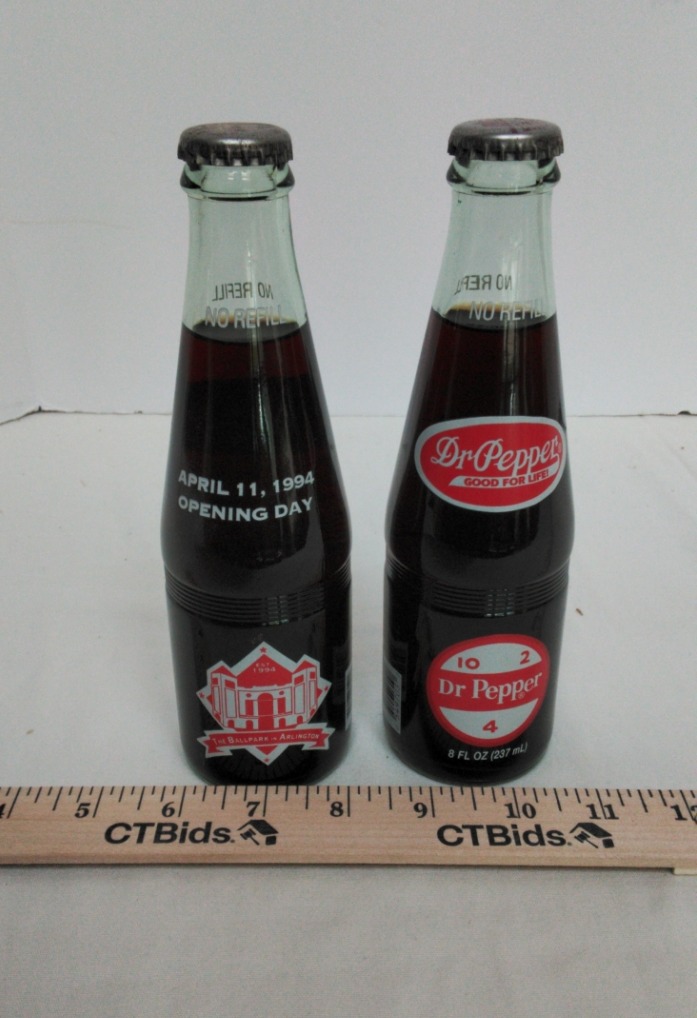 NO REFILL
NO REFILL
APRIL 11, 1994
OPENING DAY
EST
1994
THE BALLPARK IN ARLINGTON
NO REFILL
NO REFILL
Dr Pepper
GOOD FOR LIFE!
10 2
Dr Pepper®
4
8 FL OZ (237 mL)
4 5 6 7 8 9 10 11 12
CTBids. CTBids.